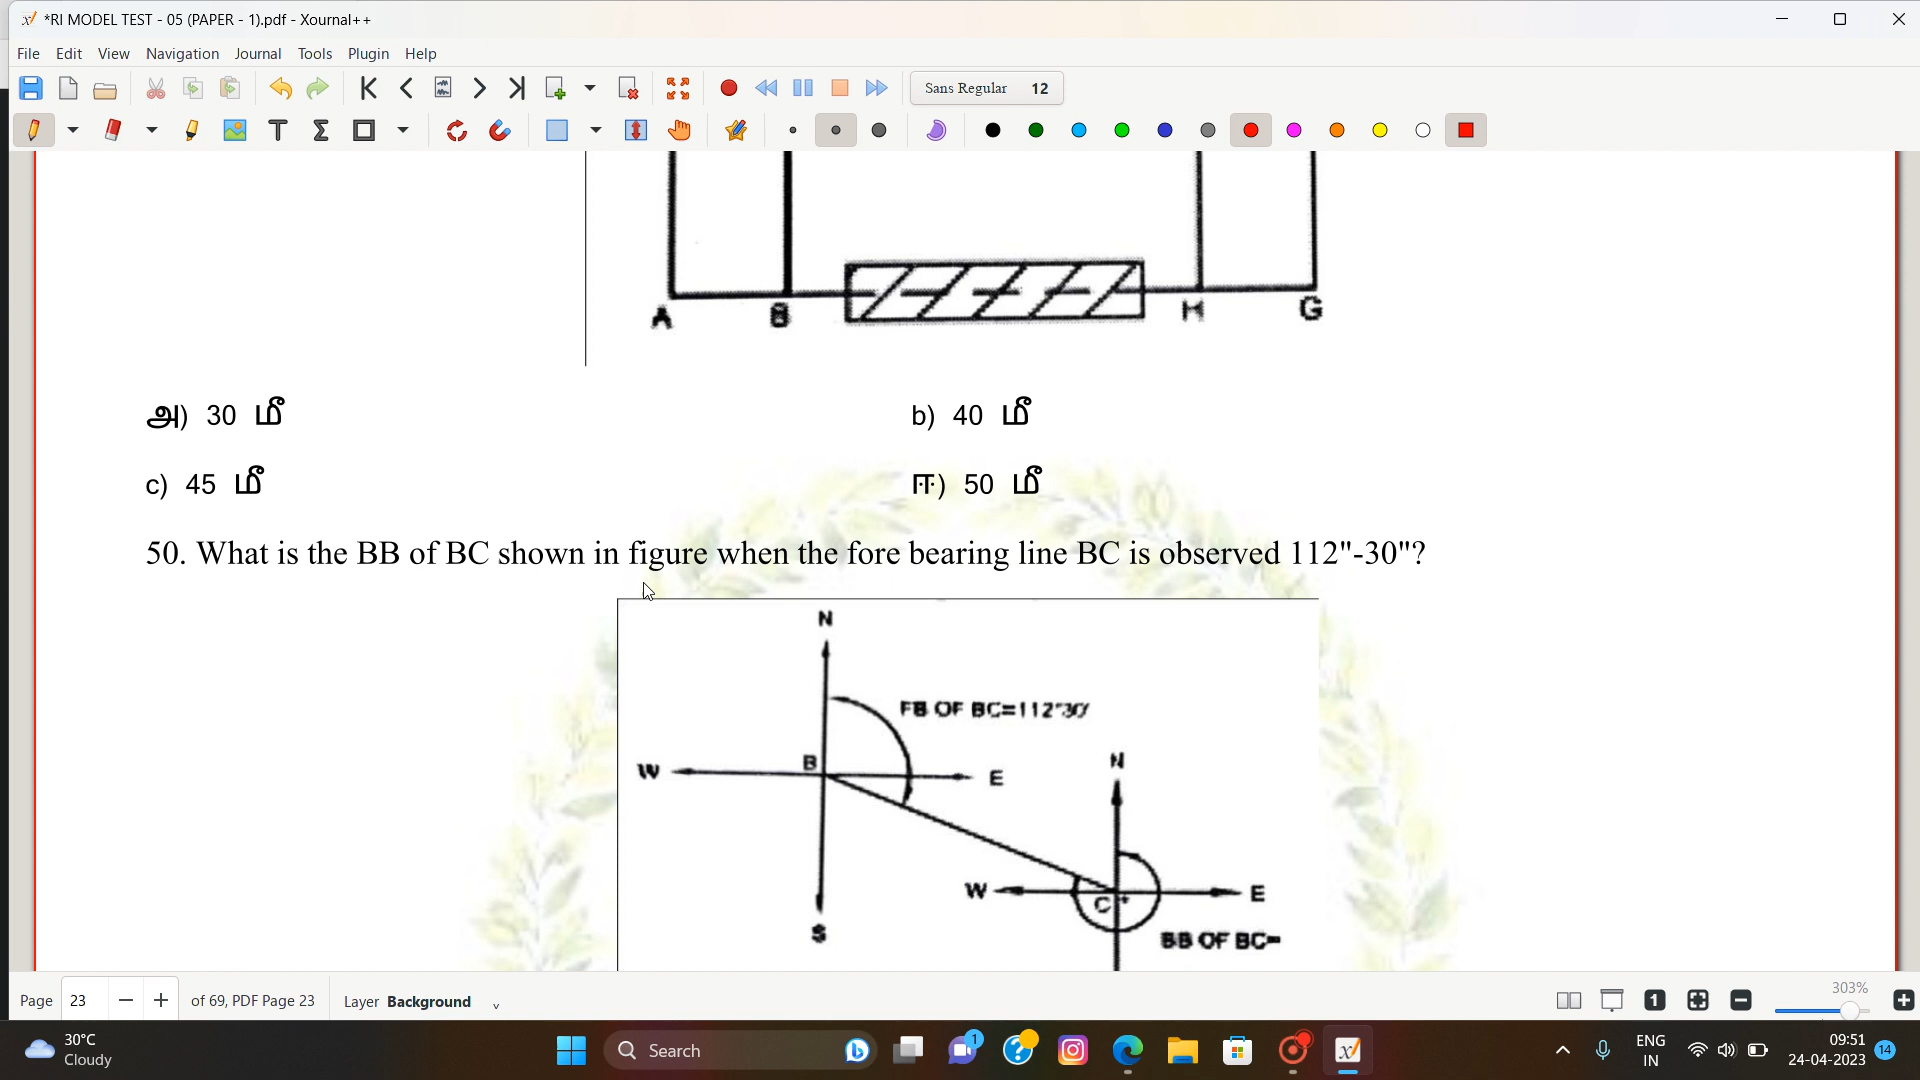 *RI MODEL TEST - 05 (PAPER - 1).pdf - Xournal++
File Edit View Navigation Journal Tools Plugin Help
Sans Regular 12
A B H G
அ) 30 மீ b) 40 மீ
c) 45 மீ ஈ) 50 மீ
50. What is the BB of BC shown in figure when the fore bearing line BC is observed 112"-30"?
N
FB OF BC=112°30'
W B E N
W C E
S BB OF BC=
Page 23 of 69, PDF Page 23 Layer Background 303%
30°C
Cloudy
Search
ENG
IN
09:51
24-04-2023
14